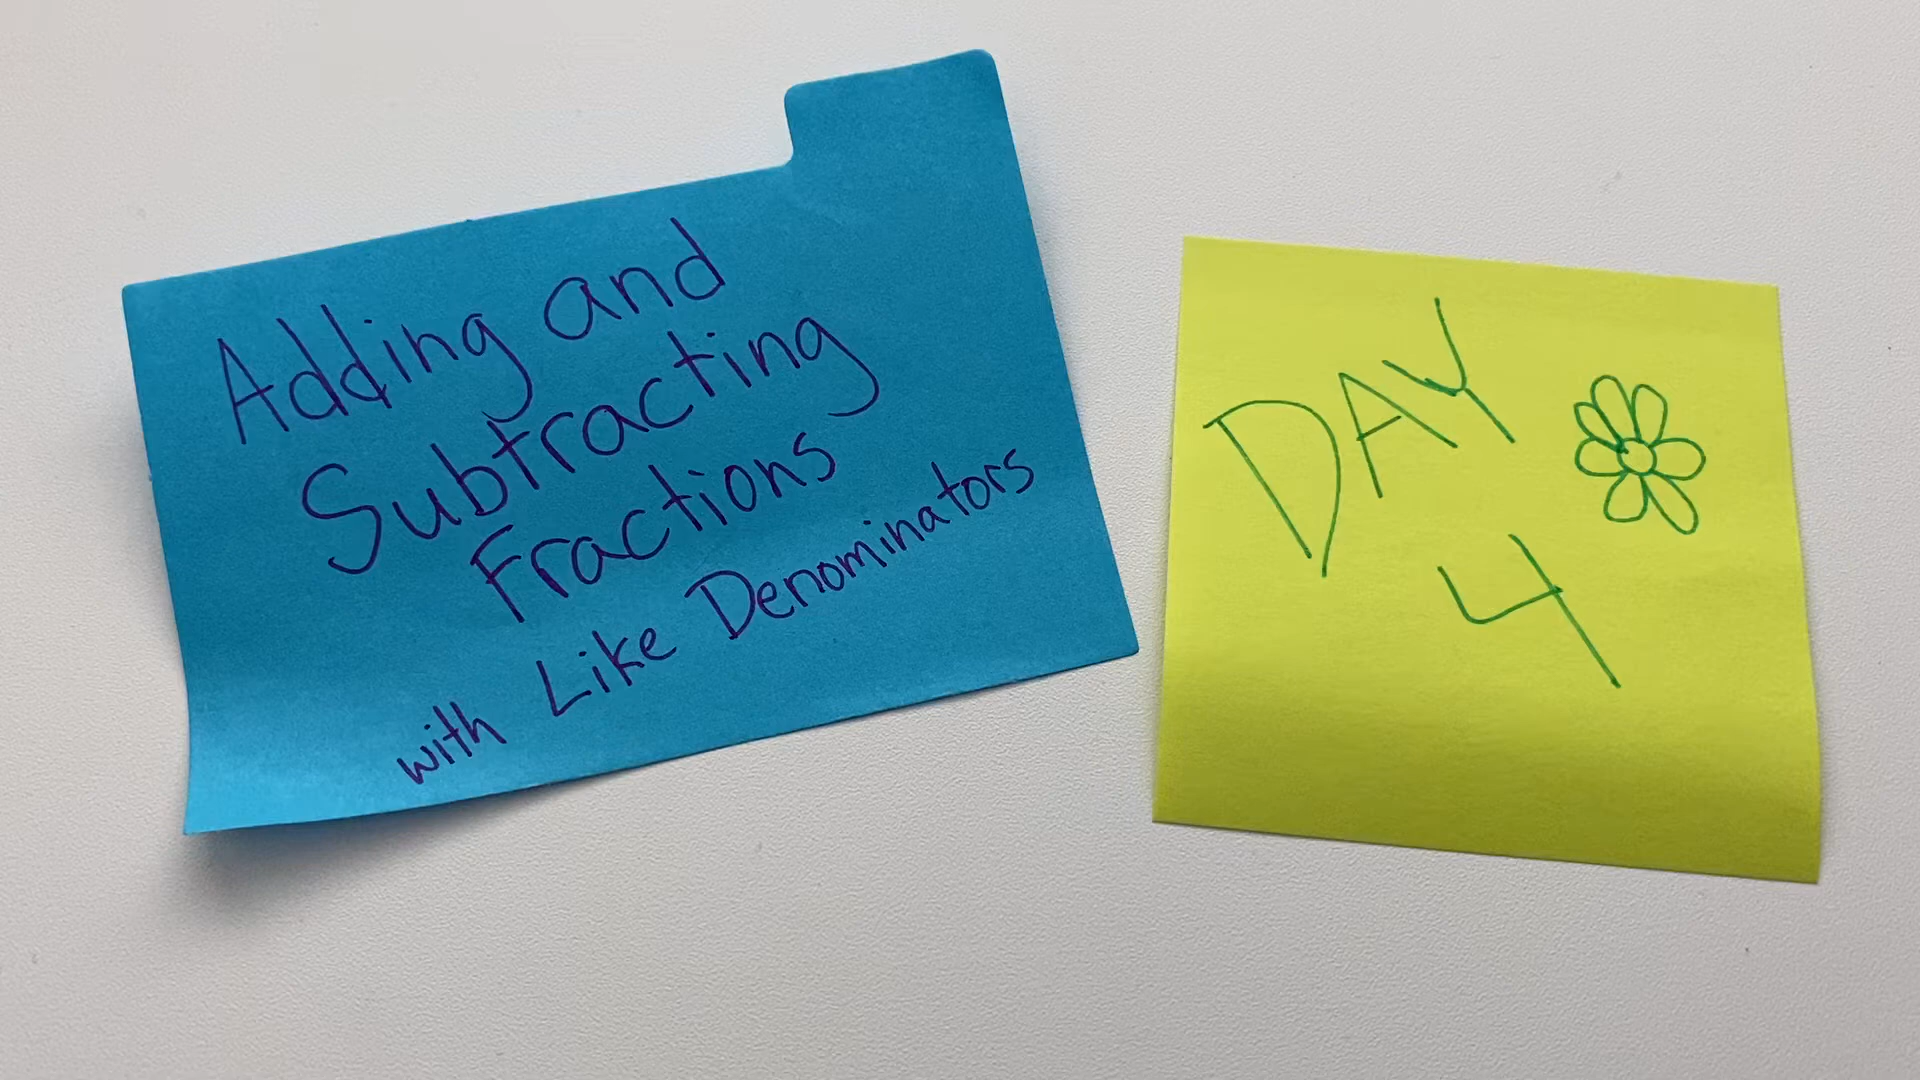 Adding and
Subtracting
Fractions
with Like Denominators
DAY
4